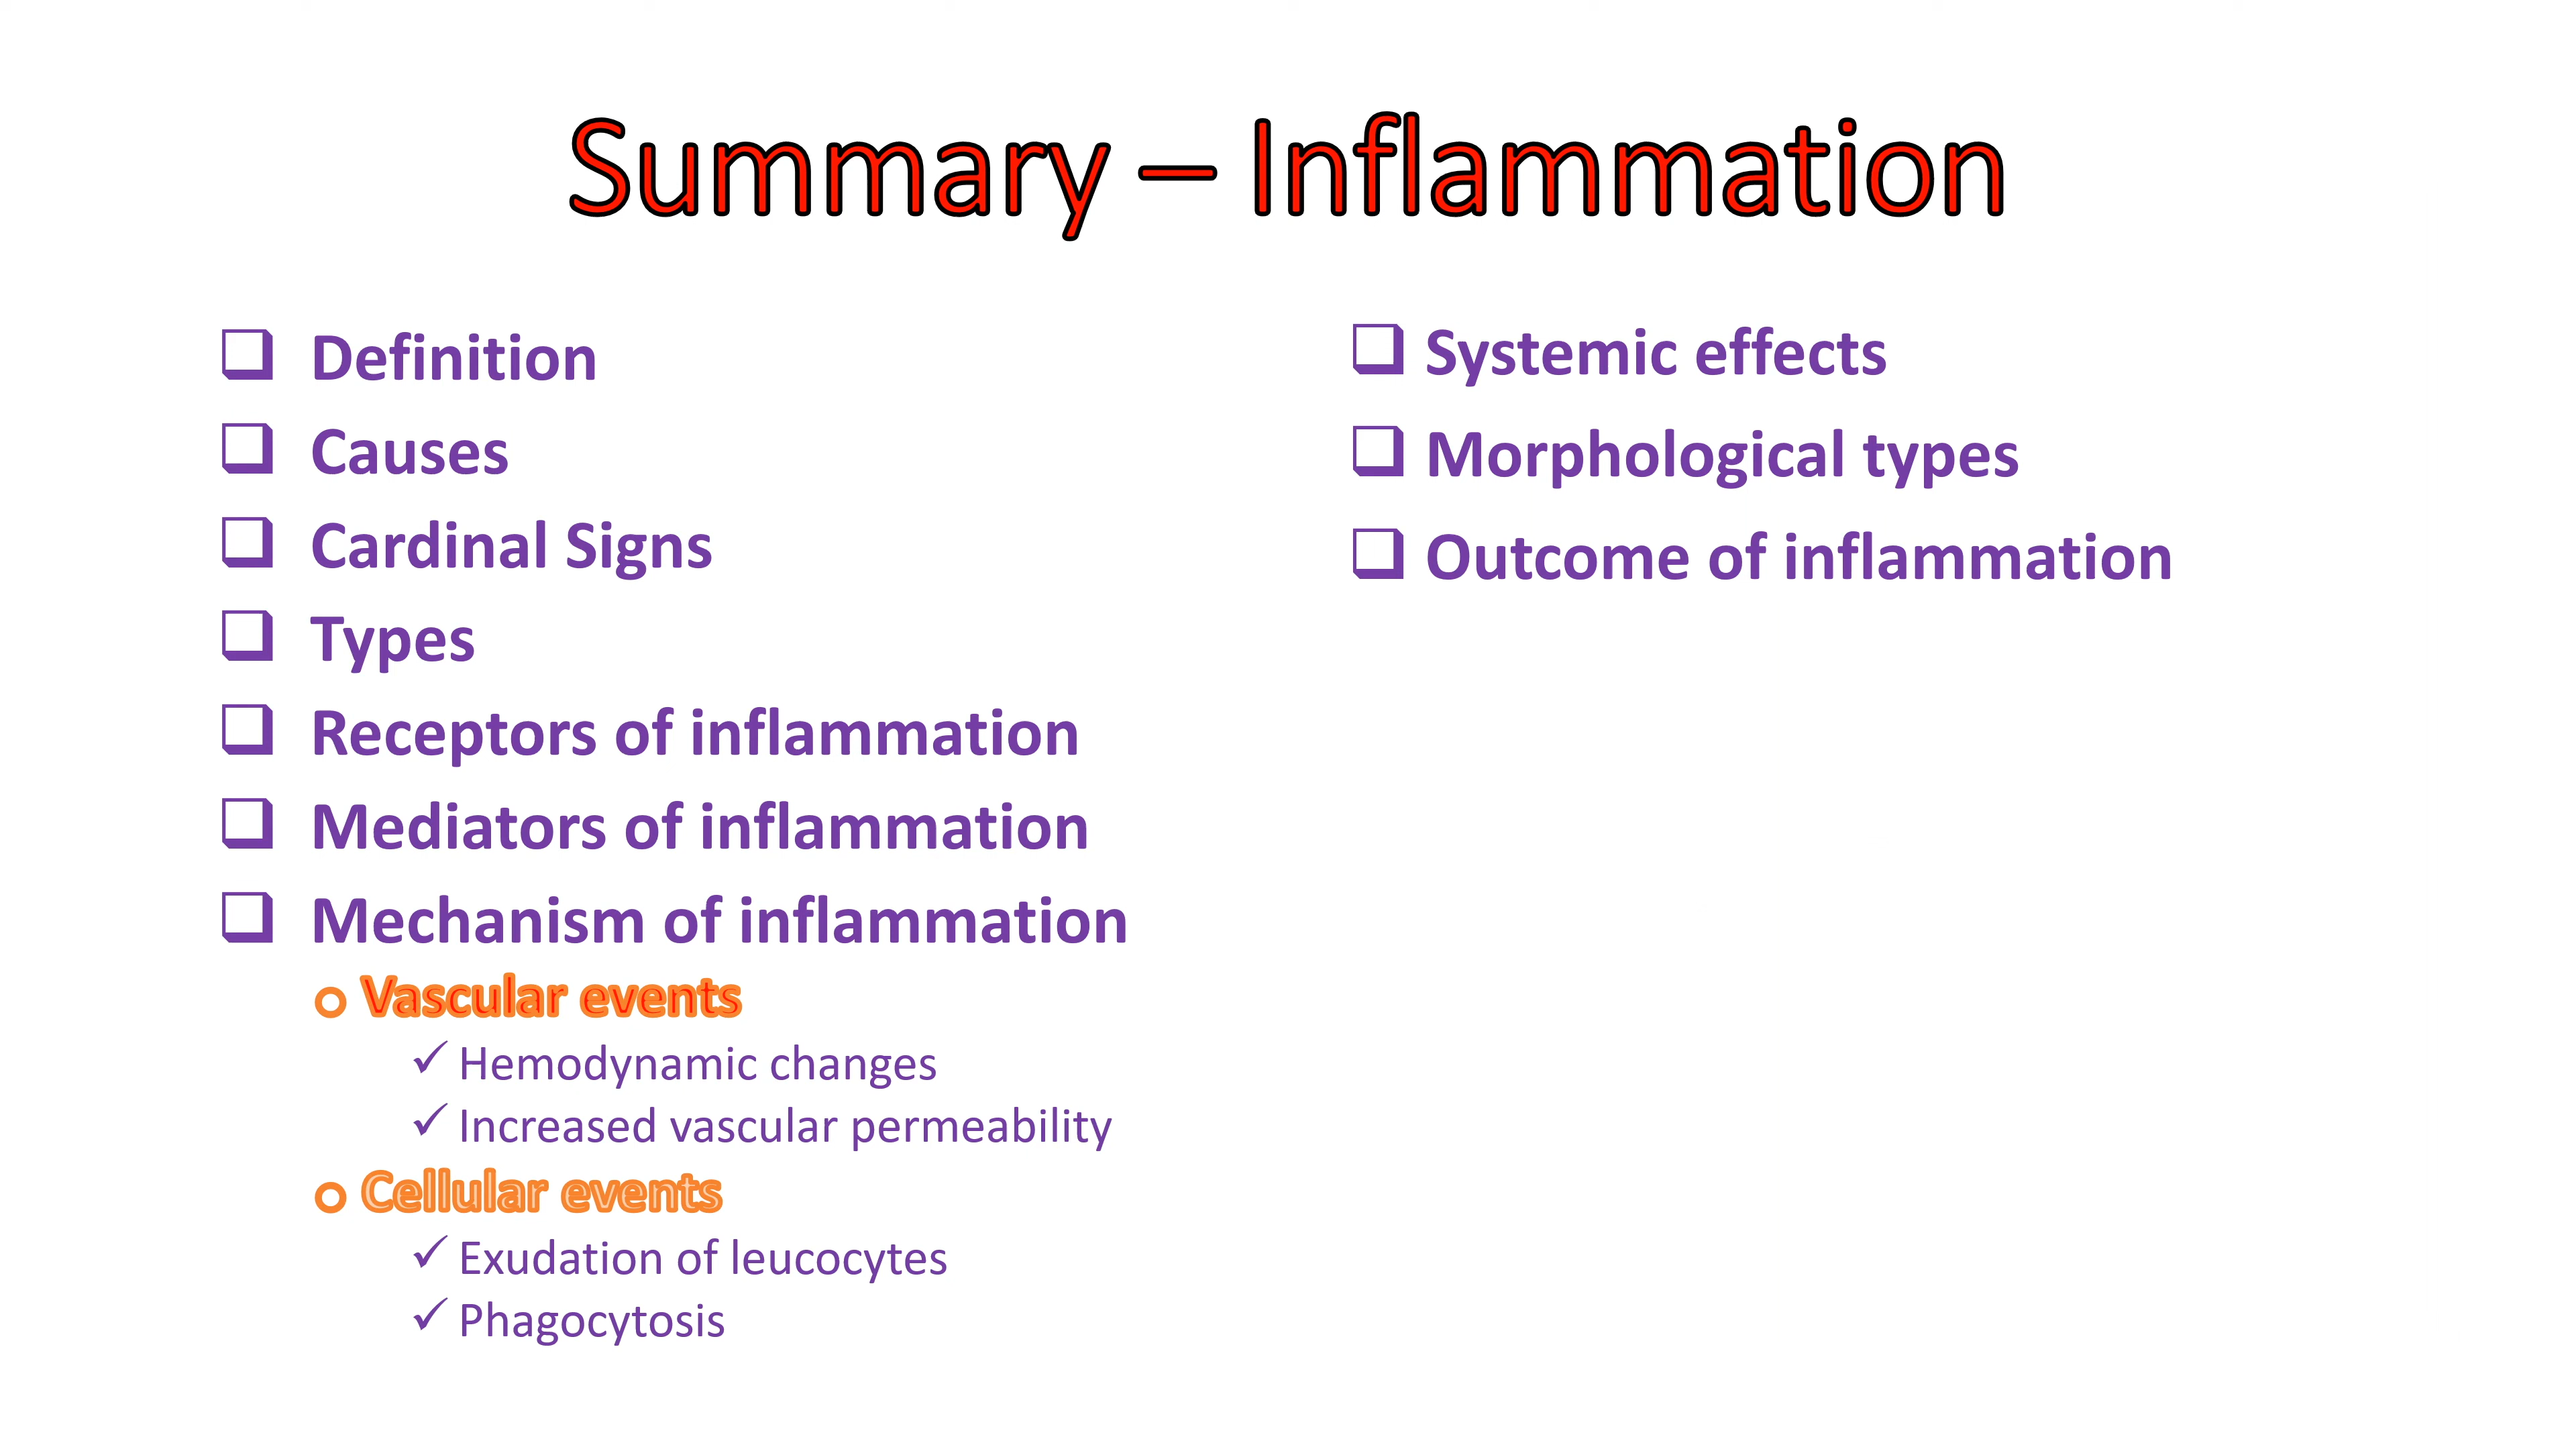 Summary – Inflammation
Definition
Causes
Cardinal Signs
Types
Receptors of inflammation
Mediators of inflammation
Mechanism of inflammation
Vascular events
Hemodynamic changes
Increased vascular permeability
Cellular events
Exudation of leucocytes
Phagocytosis
Systemic effects
Morphological types
Outcome of inflammation